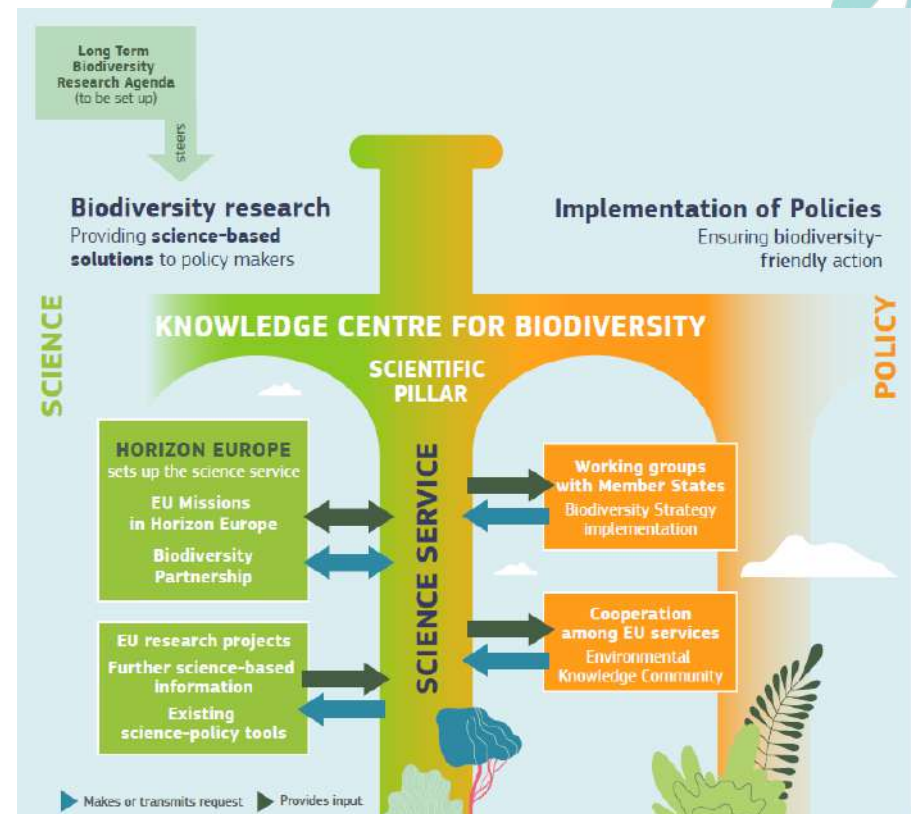 Long Term
Biodiversity
Research Agenda
(to be set up)
steers
Biodiversity research
Providing science-based
solutions to policy makers
Implementation of Policies
Ensuring biodiversity-
friendly action
SCIENCE
POLICY
KNOWLEDGE CENTRE FOR BIODIVERSITY
SCIENTIFIC
PILLAR
SCIENCE SERVICE
HORIZON EUROPE
sets up the science service
EU Missions
in Horizon Europe
Biodiversity
Partnership
EU research projects
Further science-based
information
Existing
science-policy tools
Working groups
with Member States
Biodiversity Strategy
implementation
Cooperation
among EU services
Environmental
Knowledge Community
Makes or transmits request
Provides input